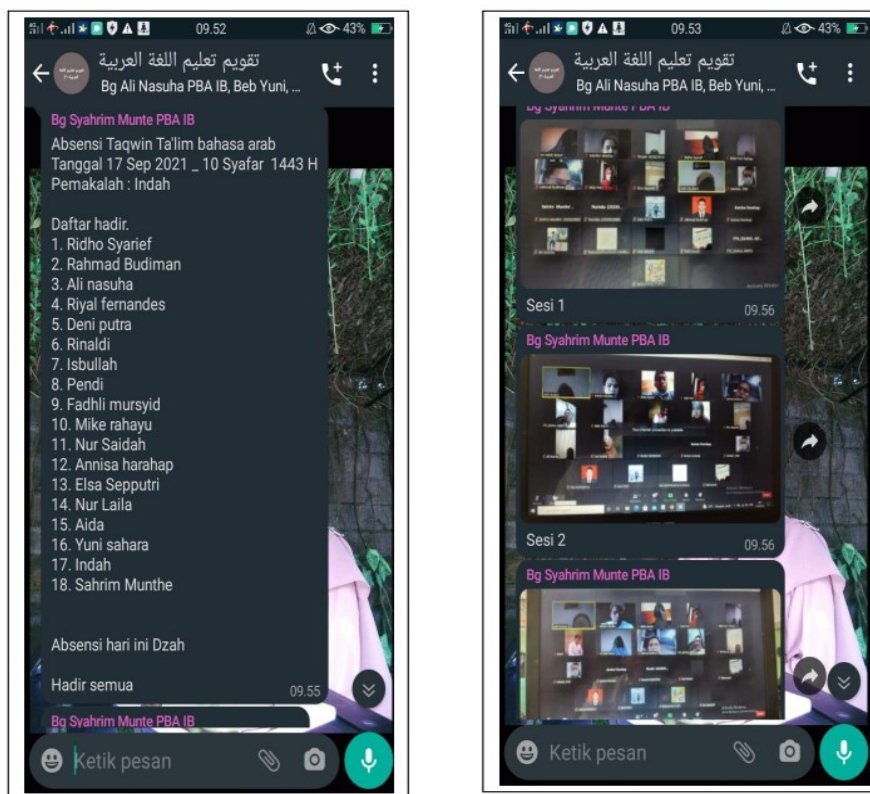 09.52
43%
تقويم تعليم اللغة العربية
Bg Ali Nasuha PBA IB, Beb Yuni, ...
Bg Syahrim Munte PBA IB
Absensi Taqwin Ta'lim bahasa arab
Tanggal 17 Sep 2021 _ 10 Syafar 1443 H
Pemakalah : Indah
Daftar hadir.
1. Ridho Syarief
2. Rahmad Budiman
3. Ali nasuha
4. Riyal fernandes
5. Deni putra
6. Rinaldi
7. Isbullah
8. Pendi
9. Fadhli mursyid
10. Mike rahayu
11. Nur Saidah
12. Annisa harahap
13. Elsa Sepputri
14. Nur Laila
15. Aida
16. Yuni sahara
17. Indah
18. Sahrim Munthe
Absensi hari ini Dzah
Hadir semua
09.55
Bg Syahrim Munte PBA IB
Ketik pesan
09.53
43%
تقويم تعليم اللغة العربية
Bg Ali Nasuha PBA IB, Beb Yuni, ...
Bg Syahrim Munte PBA IB
Sesi 1
09.56
Bg Syahrim Munte PBA IB
Sesi 2
09.56
Bg Syahrim Munte PBA IB
Ketik pesan